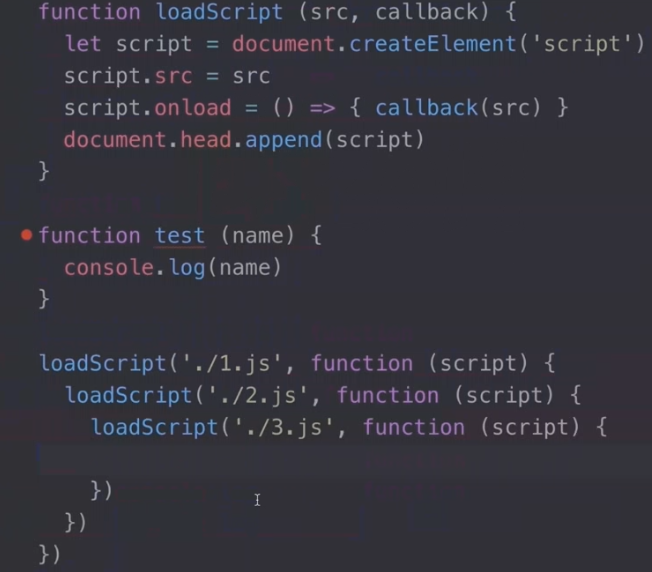 function loadScript (src, callback) {
  let script = document.createElement('script')
  script.src = src
  script.onload = () => { callback(src) }
  document.head.append(script)
}
function test (name) {
  console.log(name)
}
loadScript('./1.js', function (script) {
  loadScript('./2.js', function (script) {
    loadScript('./3.js', function (script) {
    })
  })
})